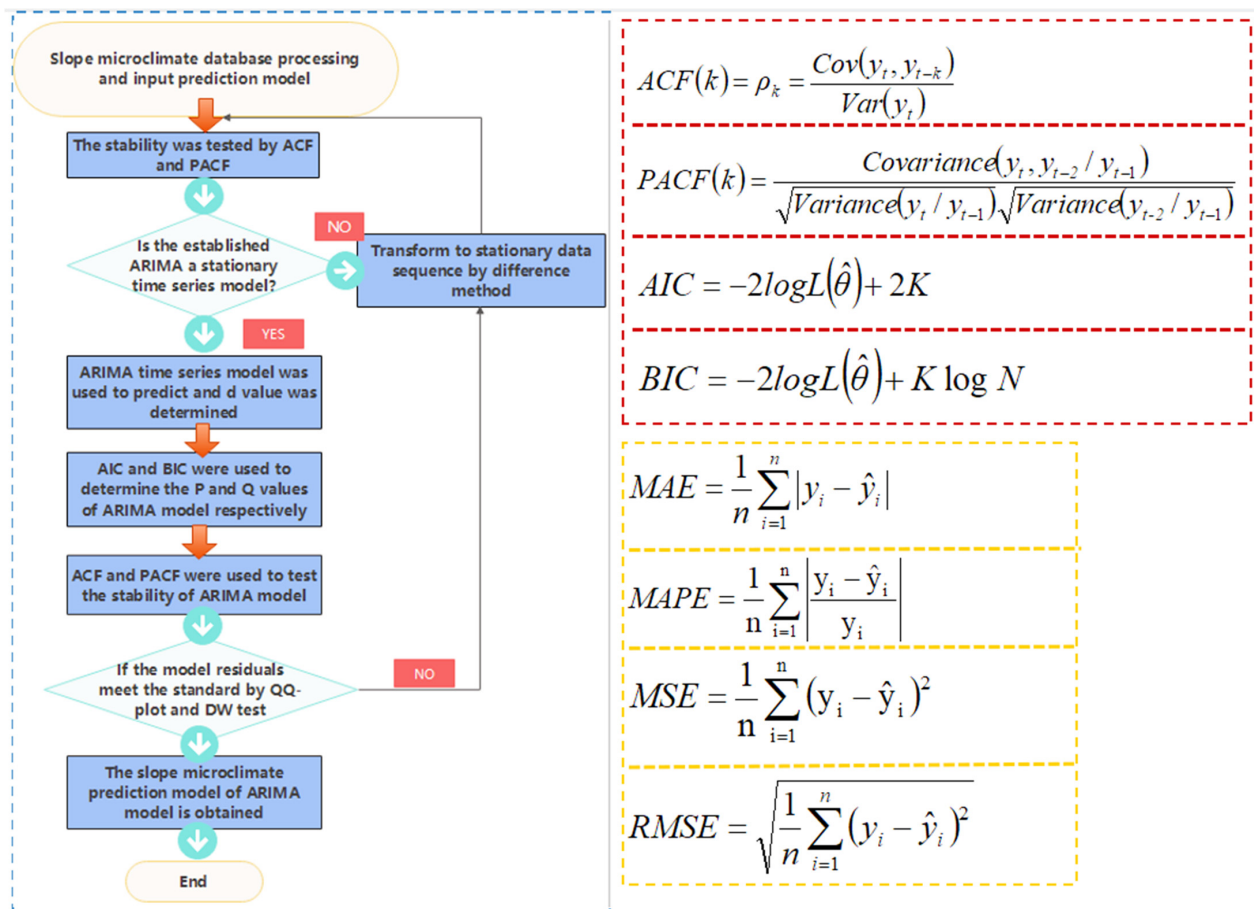 Slope microclimate database processing
and input prediction model
The stability was tested by ACF
and PACF
Is the established
ARIMA a stationary
time series model?
NO
Transform to stationary data
sequence by difference
method
YES
ARIMA time series model was
used to predict and d value was
determined
AIC and BIC were used to
determine the P and Q values
of ARIMA model respectively
ACF and PACF were used to test
the stability of ARIMA model
If the model residuals
meet the standard by QQ-
plot and DW test
NO
The slope microclimate
prediction model of ARIMA
model is obtained
End
ACF(k) = ρ_k = Cov(y_t, y_{t-k}) / Var(y_t)
PACF(k) = Covariance(y_t, y_{t-2} / y_{t-1}) / √Variance(y_t / y_{t-1}) √Variance(y_{t-2} / y_{t-1})
AIC = −2logL(θ̂) + 2K
BIC = −2logL(θ̂) + K log N
MAE = 1/n ∑_{i=1}^{n} |y_i − ŷ_i|
MAPE = 1/n ∑_{i=1}^{n} |(y_i − ŷ_i) / y_i|
MSE = 1/n ∑_{i=1}^{n} (y_i − ŷ_i)²
RMSE = √(1/n ∑_{i=1}^{n} (y_i − ŷ_i)²)